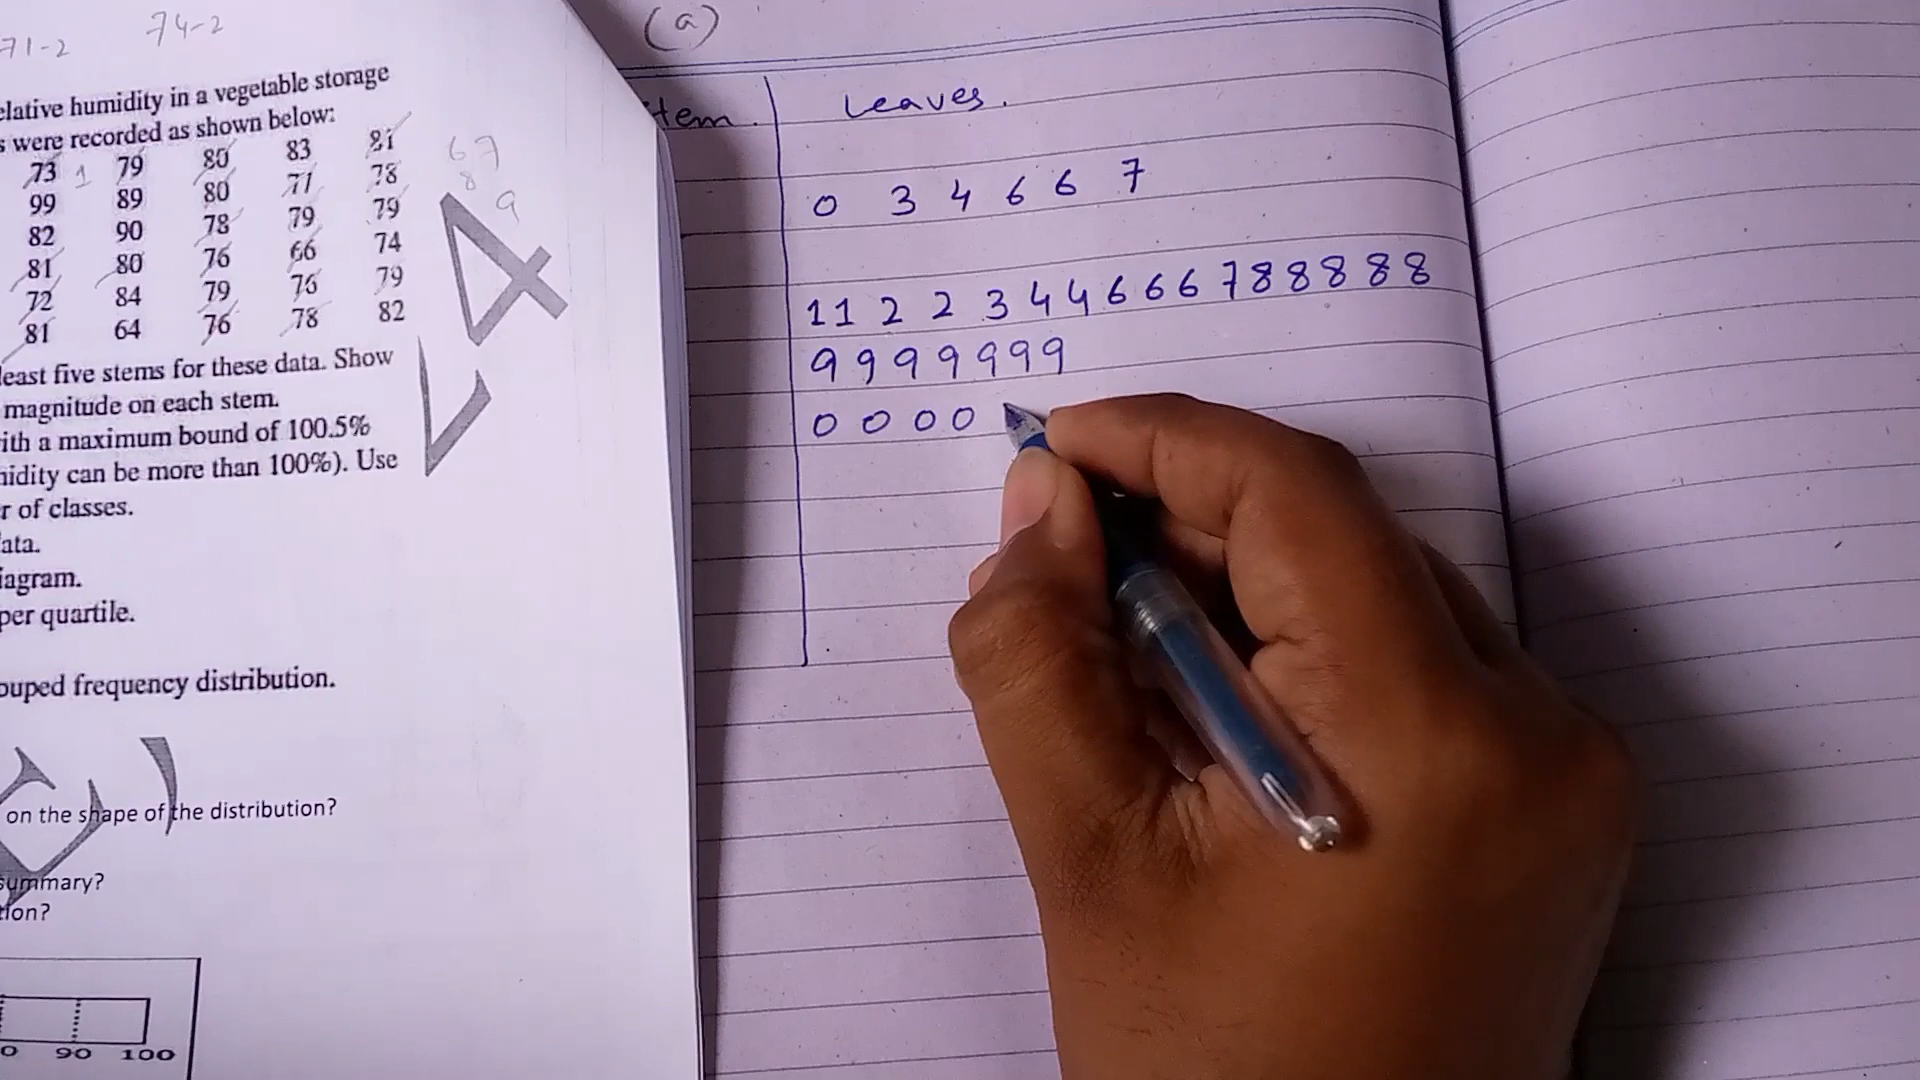 71-2 74-2
elative humidity in a vegetable storage
s were recorded as shown below:
73 1 79 80 83 81
99 89 80 71 78
82 90 78 79 79
81 80 76 66 74
72 84 79 76 79
81 64 76 78 82
67
8
9
least five stems for these data. Show
magnitude on each stem.
ith a maximum bound of 100.5%
nidity can be more than 100%). Use
r of classes.
ata.
iagram.
per quartile.
ouped frequency distribution.
on the shape of the distribution?
summary?
tion?
0 90 100
(a)
tem. Leaves.
0 3 4 6 6 7
1 1 2 2 3 4 4 6 6 6 7 8 8 8 8 8
9 9 9 9 9 9 9
0 0 0 0